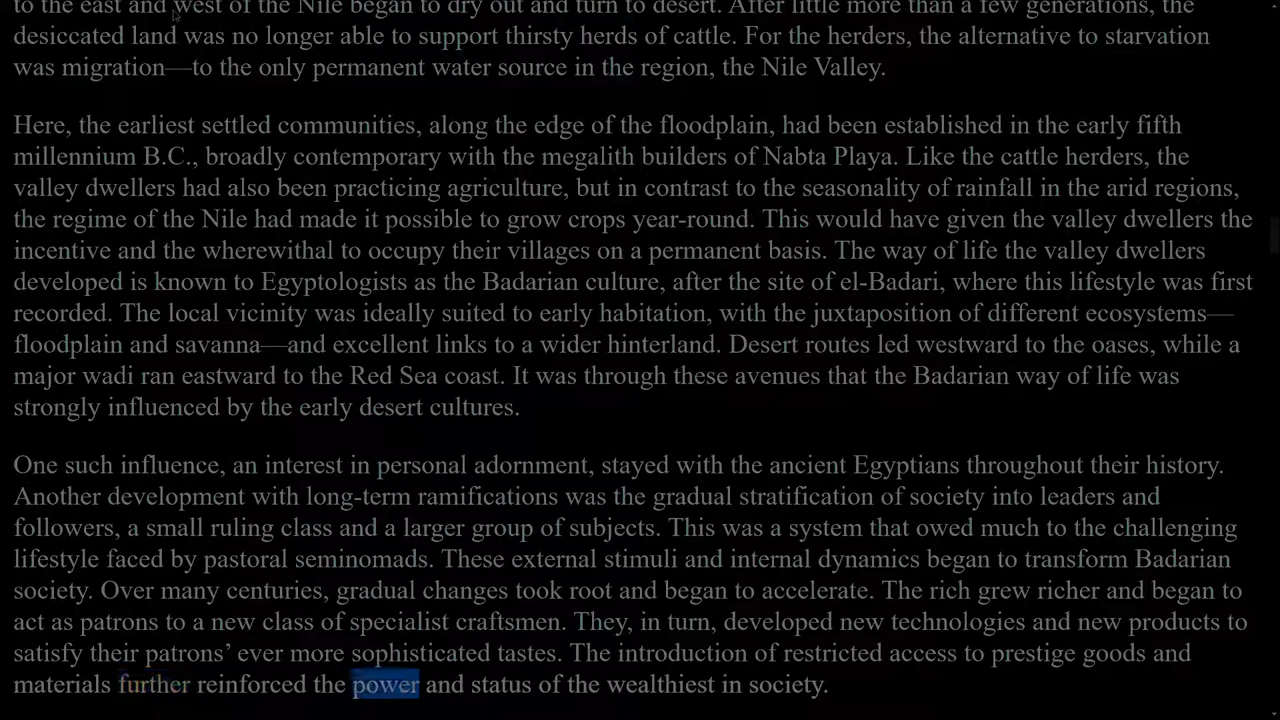 to the east and west of the Nile began to dry out and turn to desert. After little more than a few generations, the
desiccated land was no longer able to support thirsty herds of cattle. For the herders, the alternative to starvation
was migration—to the only permanent water source in the region, the Nile Valley.
Here, the earliest settled communities, along the edge of the floodplain, had been established in the early fifth
millennium B.C., broadly contemporary with the megalith builders of Nabta Playa. Like the cattle herders, the
valley dwellers had also been practicing agriculture, but in contrast to the seasonality of rainfall in the arid regions,
the regime of the Nile had made it possible to grow crops year-round. This would have given the valley dwellers the
incentive and the wherewithal to occupy their villages on a permanent basis. The way of life the valley dwellers
developed is known to Egyptologists as the Badarian culture, after the site of el-Badari, where this lifestyle was first
recorded. The local vicinity was ideally suited to early habitation, with the juxtaposition of different ecosystems—
floodplain and savanna—and excellent links to a wider hinterland. Desert routes led westward to the oases, while a
major wadi ran eastward to the Red Sea coast. It was through these avenues that the Badarian way of life was
strongly influenced by the early desert cultures.
One such influence, an interest in personal adornment, stayed with the ancient Egyptians throughout their history.
Another development with long-term ramifications was the gradual stratification of society into leaders and
followers, a small ruling class and a larger group of subjects. This was a system that owed much to the challenging
lifestyle faced by pastoral seminomads. These external stimuli and internal dynamics began to transform Badarian
society. Over many centuries, gradual changes took root and began to accelerate. The rich grew richer and began to
act as patrons to a new class of specialist craftsmen. They, in turn, developed new technologies and new products to
satisfy their patrons’ ever more sophisticated tastes. The introduction of restricted access to prestige goods and
materials further reinforced the power and status of the wealthiest in society.